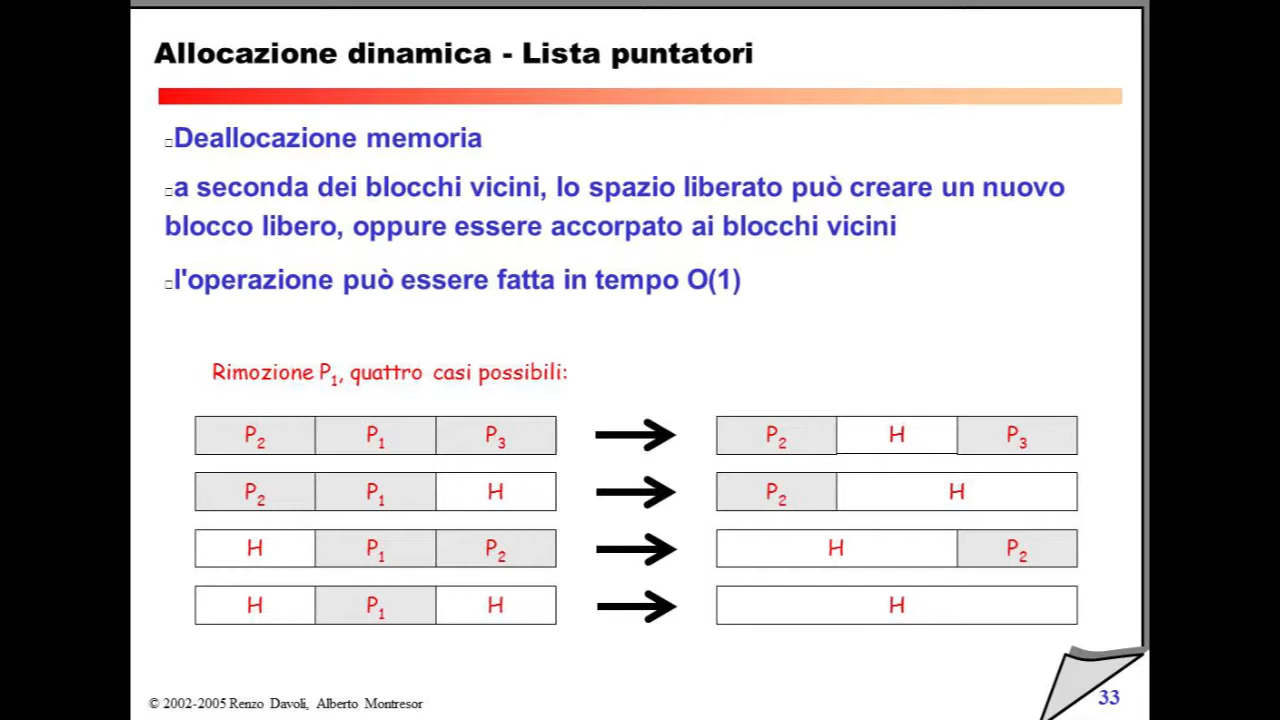 Allocazione dinamica - Lista puntatori
Deallocazione memoria
a seconda dei blocchi vicini, lo spazio liberato può creare un nuovo
blocco libero, oppure essere accorpato ai blocchi vicini
l'operazione può essere fatta in tempo O(1)
Rimozione P1, quattro casi possibili:
P2 P1 P3 P2 H P3
P2 P1 H P2 H
H P1 P2 H P2
H P1 H H
© 2002-2005 Renzo Davoli, Alberto Montresor
33